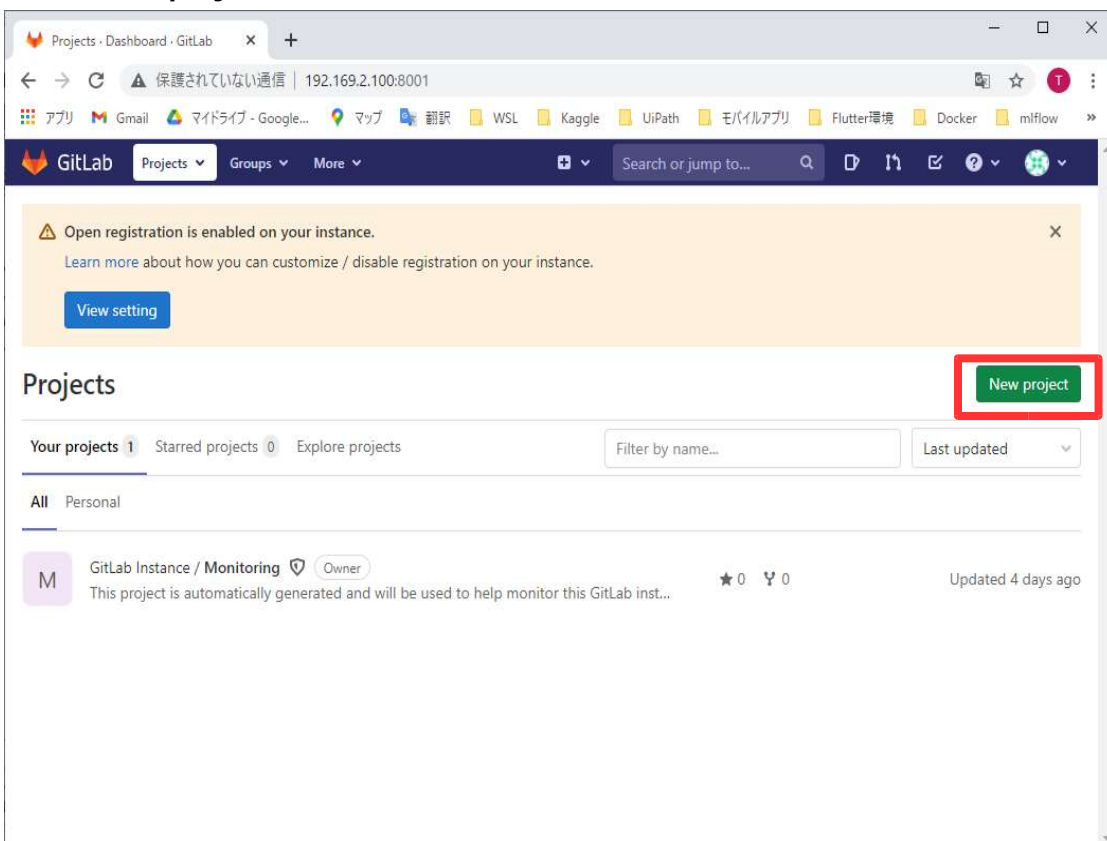 Projects · Dashboard · GitLab
保護されていない通信 | 192.169.2.100:8001
アプリ Gmail マイドライブ - Google... マップ 翻訳 WSL Kaggle UiPath モバイルアプリ Flutter環境 Docker mlflow »
GitLab Projects Groups More Search or jump to...
Open registration is enabled on your instance.
Learn more about how you can customize / disable registration on your instance.
View setting
Projects New project
Your projects 1 Starred projects 0 Explore projects Filter by name... Last updated
All Personal
M GitLab Instance / Monitoring Owner
This project is automatically generated and will be used to help monitor this GitLab inst... 0 0 Updated 4 days ago